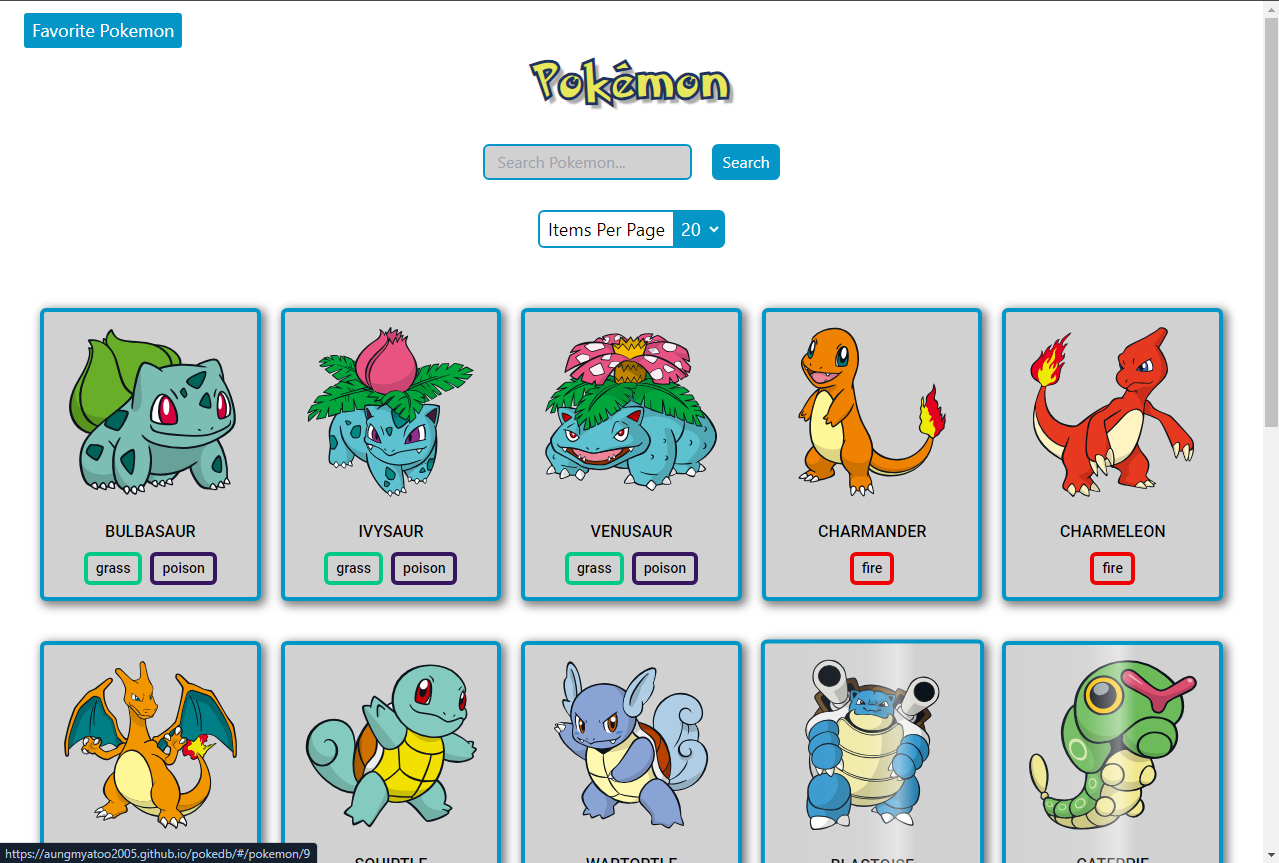 Favorite Pokemon
Pokémon
Search Pokemon...
Search
Items Per Page 20
BULBASAUR
IVYSAUR
VENUSAUR
CHARMANDER
CHARMELEON
grass poison
grass poison
grass poison
fire
fire
SQUIRTLE
WARTORTLE
BLASTOISE
CATERPIE
https://aungmyatoo2005.github.io/pokedb/#/pokemon/9